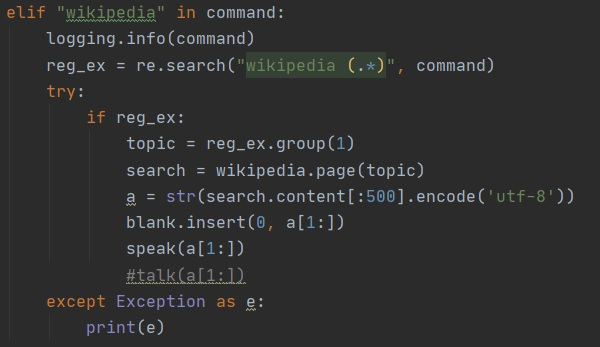 elif "wikipedia" in command:
    logging.info(command)
    reg_ex = re.search("wikipedia (.*)", command)
    try:
        if reg_ex:
            topic = reg_ex.group(1)
            search = wikipedia.page(topic)
            a = str(search.content[:500].encode('utf-8'))
            blank.insert(0, a[1:])
            speak(a[1:])
            #talk(a[1:])
    except Exception as e:
        print(e)